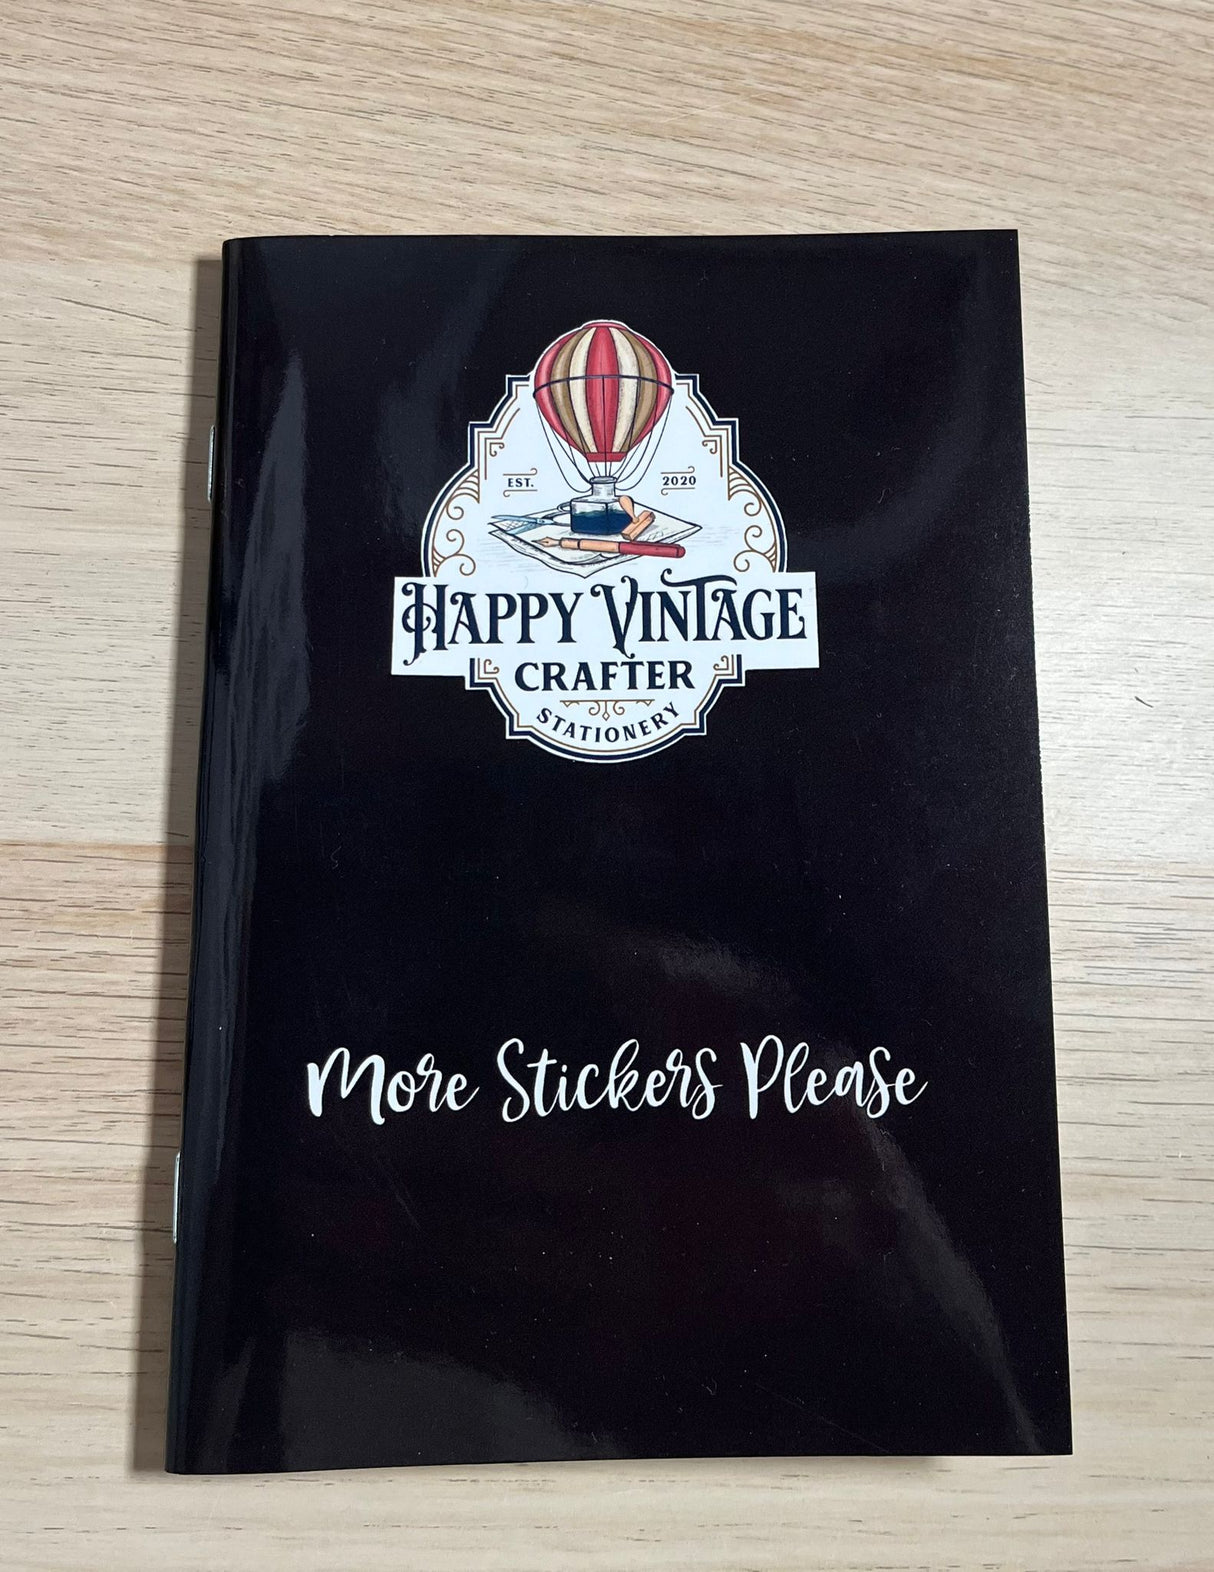 EST. 2020
HAPPY VINTAGE
CRAFTER
STATIONERY
More Stickers Please